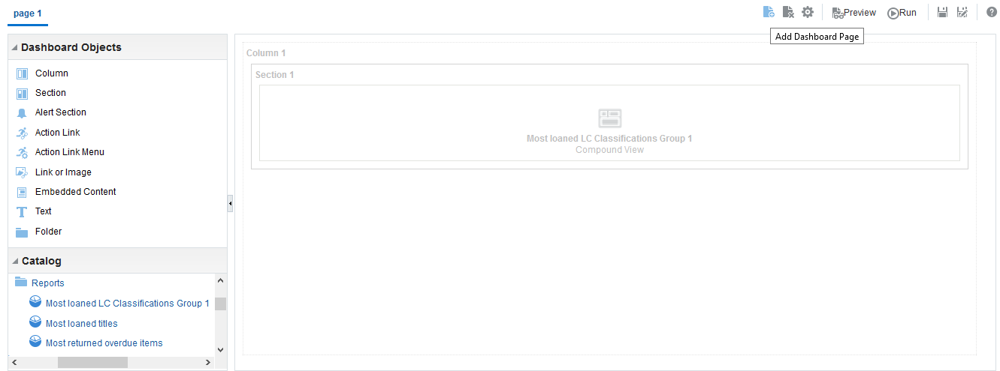 page 1
Preview
Run
Add Dashboard Page
Dashboard Objects
Column
Section
Alert Section
Action Link
Action Link Menu
Link or Image
Embedded Content
Text
Folder
Catalog
Reports
Most loaned LC Classifications Group 1
Most loaned titles
Most returned overdue items
Column 1
Section 1
Most loaned LC Classifications Group 1
Compound View